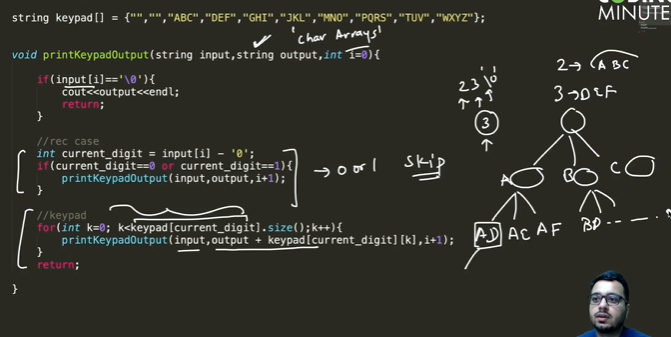 CODING
MINUTE
string keypad[] = {"","","ABC","DEF","GHI","JKL","MNO","PQRS","TUV","WXYZ"};
'Char Arrays'
void printKeypadOutput(string input,string output,int i=0){
if(input[i]=='\0'){
cout<<output<<endl;
return;
}
//rec case
int current_digit = input[i] - '0';
if(current_digit==0 or current_digit==1){
printKeypadOutput(input,output,i+1);
}
→ 0 or 1 Skip
//keypad
for(int k=0; k<keypad[current_digit].size();k++){
printKeypadOutput(input,output + keypad[current_digit][k],i+1);
}
return;
}
2 → ABC
3 → DEF
23\0
3
A B C
AD AC AF BD